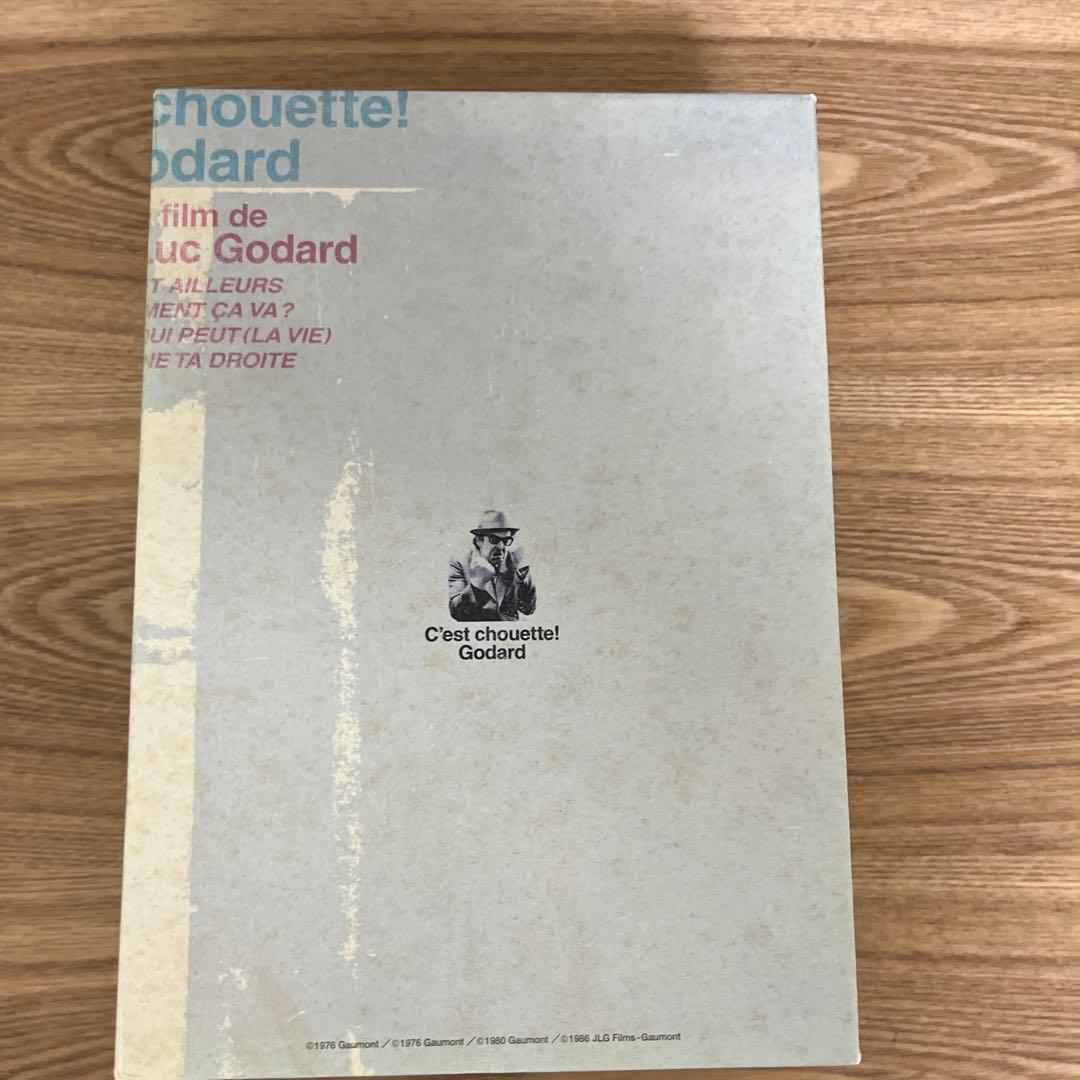 chouette!
odard
film de
uc Godard
T AILLEURS
MENT ÇA VA?
UI PEUT(LA VIE)
NE TA DROITE
C'est chouette!
Godard
©1976 Gaumont／©1976 Gaumont／©1980 Gaumont／©1986 JLG Films-Gaumont